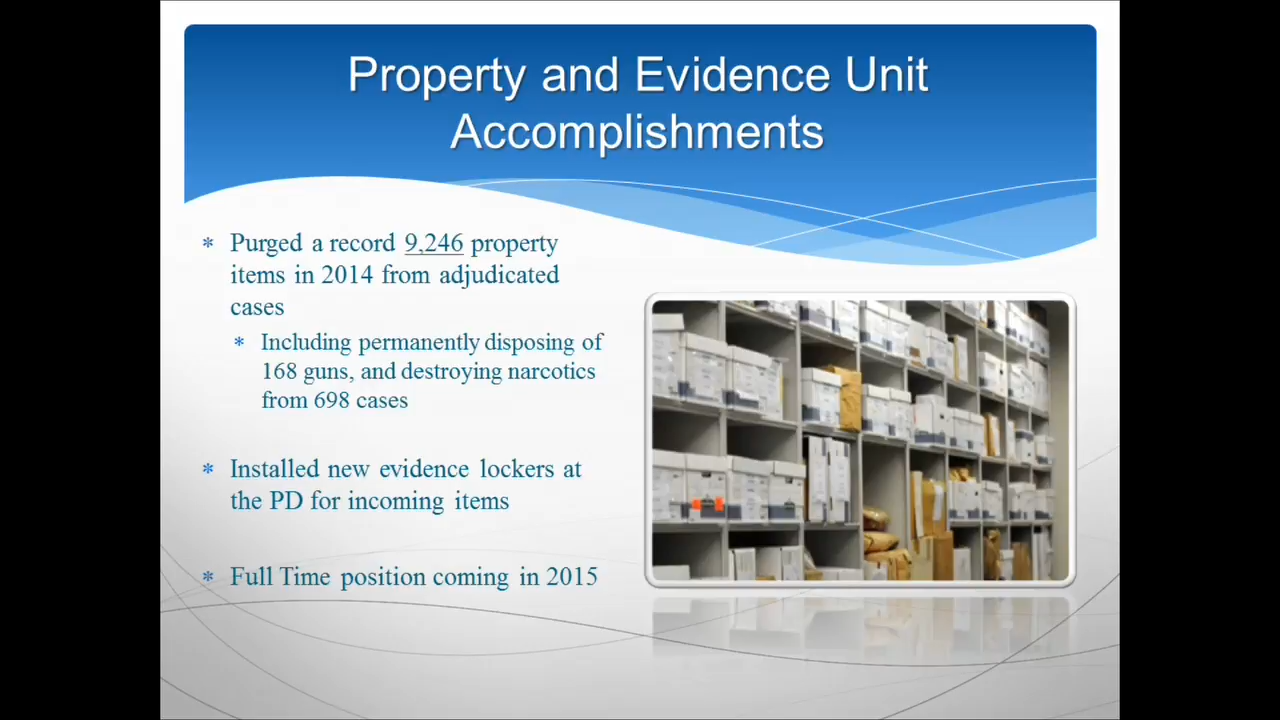 Property and Evidence Unit
Accomplishments
* Purged a record 9,246 property
items in 2014 from adjudicated
cases
* Including permanently disposing of
168 guns, and destroying narcotics
from 698 cases
* Installed new evidence lockers at
the PD for incoming items
* Full Time position coming in 2015